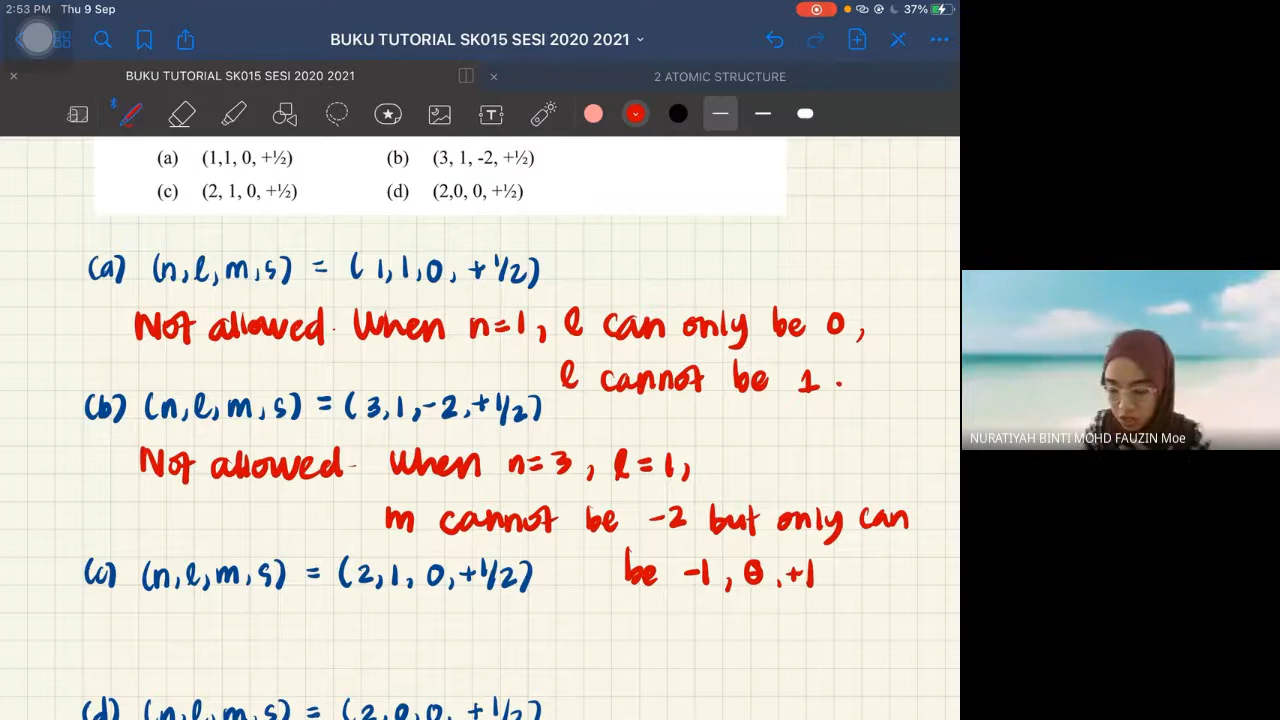 2:53 PM Thu 9 Sep
37%
BUKU TUTORIAL SK015 SESI 2020 2021
BUKU TUTORIAL SK015 SESI 2020 2021
2 ATOMIC STRUCTURE
(a) (1,1, 0, +½) (b) (3, 1, -2, +½)
(c) (2, 1, 0, +½) (d) (2,0, 0, +½)
(a) (n, l, m, s) = (1, 1, 0, +1/2)
Not allowed. When n=1, l can only be 0,
l cannot be 1.
(b) (n, l, m, s) = (3, 1, -2, +1/2)
Not allowed. When n=3, l=1,
m cannot be -2 but only can
be -1, 0, +1
(c) (n, l, m, s) = (2, 1, 0, +1/2)
(d) (n, l, m, s) = (2, 0, 0, +1/2)
NURATIYAH BINTI MOHD FAUZIN Moe